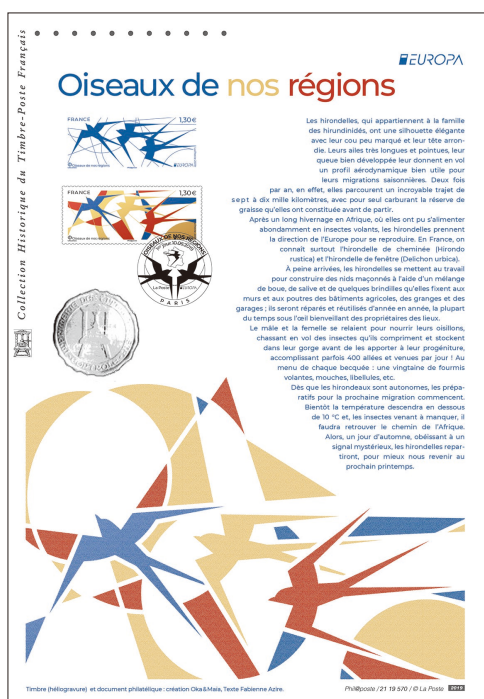 Collection Historique du Timbre-Poste Français
EUROPA
Oiseaux de nos régions
FRANCE 1,30€
Oiseaux de nos régions
EUROPA
FRANCE 1,30€
Oiseaux de nos régions
EUROPA
OISEAUX DE NOS RÉGIONS
La Poste EUROPA
PARIS
Les hirondelles, qui appartiennent à la famille
des hirundinidés, ont une silhouette élégante
avec leur cou peu marqué et leur tête arron-
die. Leurs ailes très longues et pointues, leur
queue bien développée leur donnent en vol
un profil aérodynamique bien utile pour
leurs migrations saisonnières. Deux fois
par an, en effet, elles parcourent un incroyable trajet de
sept à dix mille kilomètres, avec pour seul carburant la réserve de
graisse qu'elles ont constituée avant de partir.
Après un long hivernage en Afrique, où elles ont pu s'alimenter
abondamment en insectes volants, les hirondelles prennent
la direction de l'Europe pour se reproduire. En France, on
connaît surtout l'hirondelle de cheminée (Hirondo
rustica) et l'hirondelle de fenêtre (Delichon urbica).
À peine arrivées, les hirondelles se mettent au travail
pour construire des nids maçonnés à l'aide d'un mélange
de boue, de salive et de quelques brindilles qu'elles fixent aux
murs et aux poutres des bâtiments agricoles, des granges et des
garages ; ils seront réparés et réutilisés d'année en année, la plupart
du temps sous l'œil bienveillant des propriétaires des lieux.
Le mâle et la femelle se relaient pour nourrir leurs oisillons,
chassant en vol des insectes qu'ils compriment et stockent
dans leur gorge avant de les apporter à leur progéniture,
accomplissant parfois 400 allées et venues par jour ! Au
menu de chaque becquée : une vingtaine de fourmis
volantes, mouches, libellules, etc.
Dès que les hirondeaux sont autonomes, les prépa-
ratifs pour la prochaine migration commencent.
Bientôt la température descendra en dessous
de 10 °C et, les insectes venant à manquer, il
faudra retrouver le chemin de l'Afrique.
Alors, un jour d'automne, obéissant à un
signal mystérieux, les hirondelles repar-
tiront, pour mieux nous revenir au
prochain printemps.
Timbre (héliogravure) et document philatélique : création Oka&Maïa, Texte Fabienne Azire.
Phil@poste / 21 19 570 / © La Poste 2019